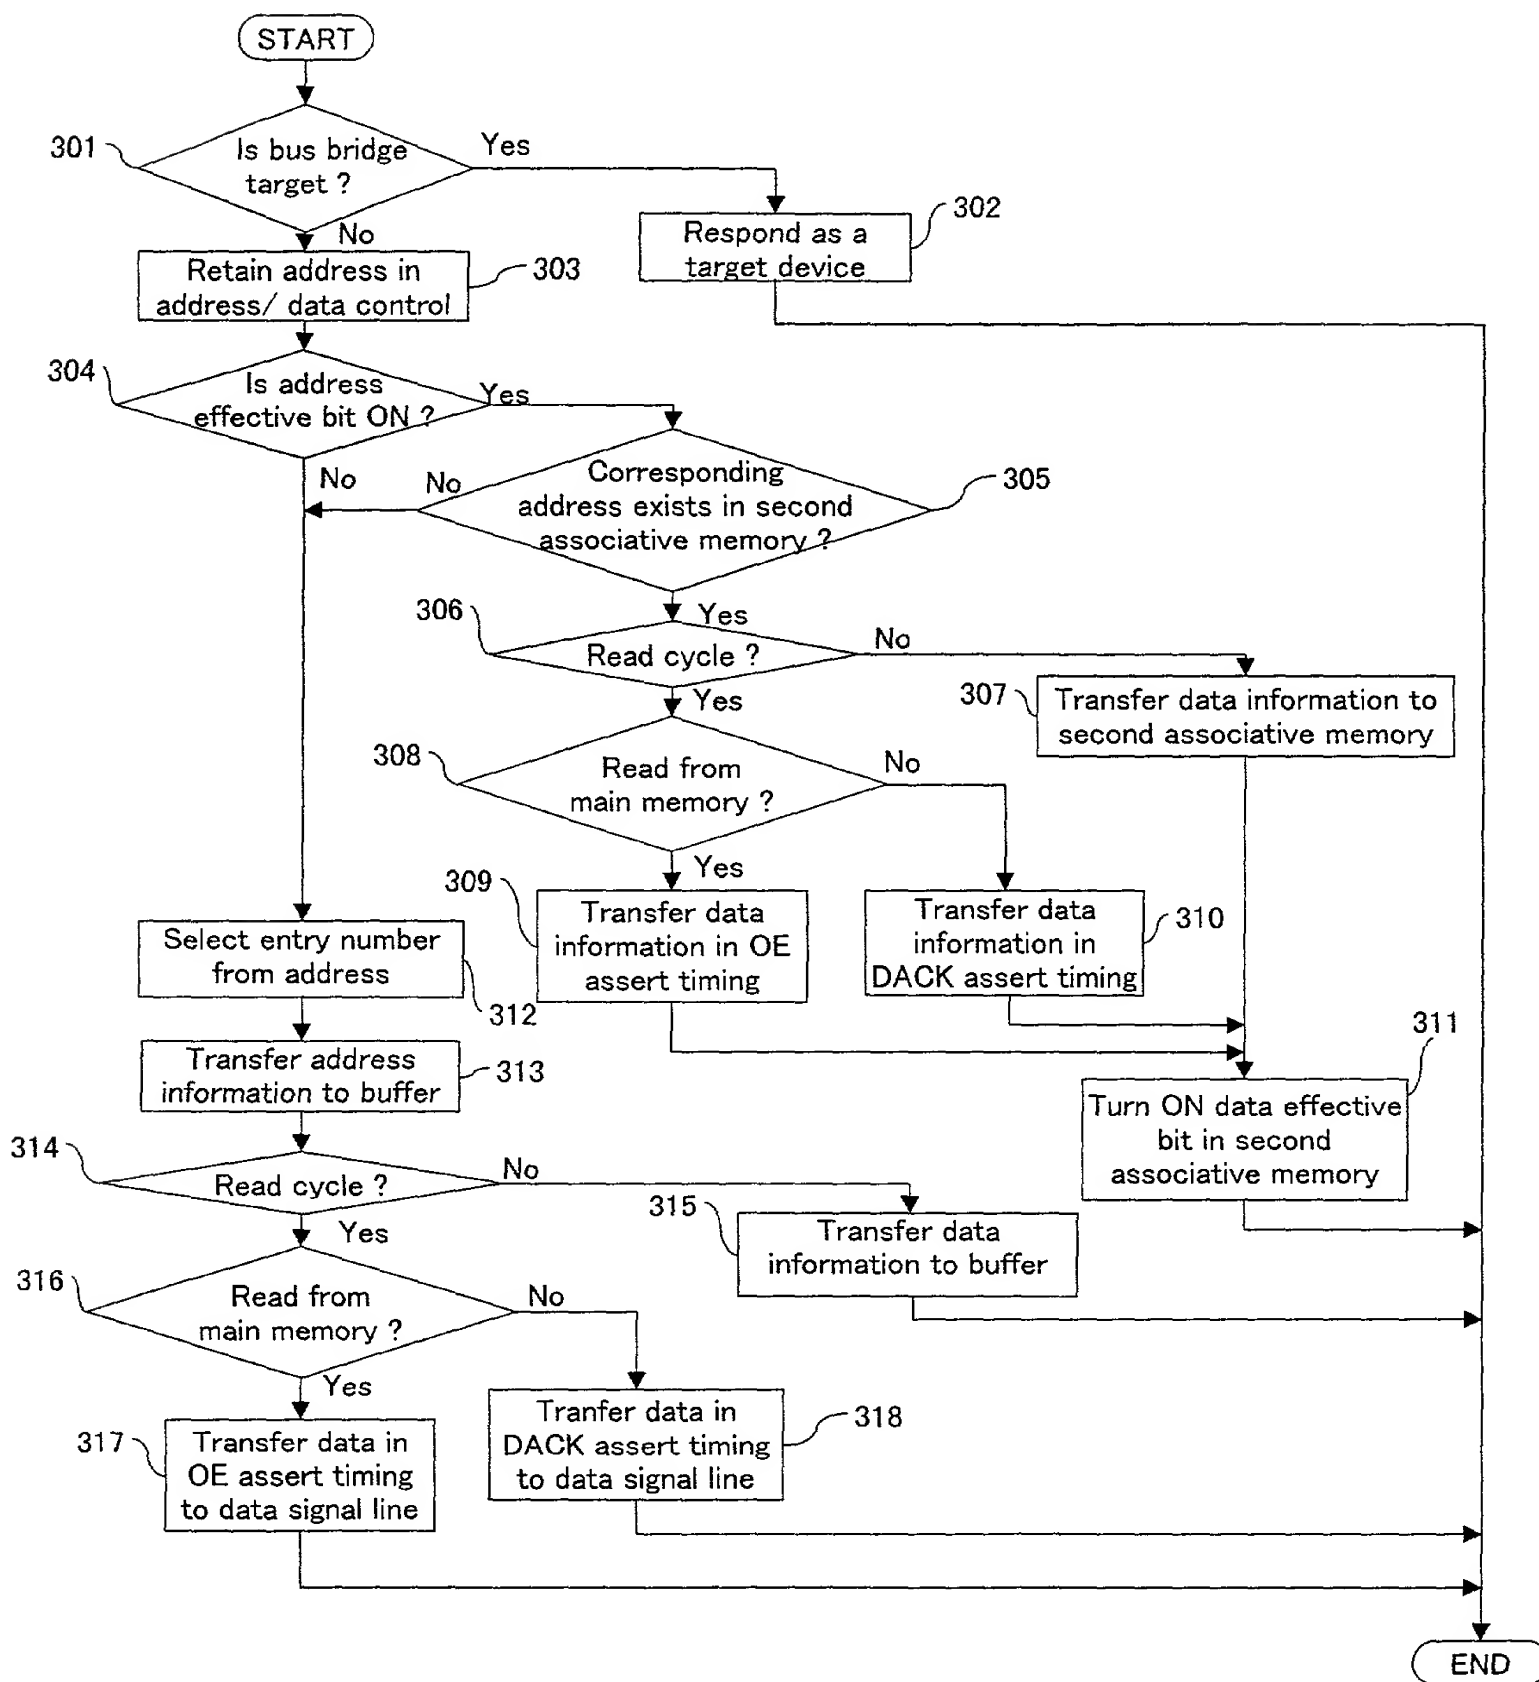 START
301
Is bus bridge
target ?
Yes
No
302
Respond as a
target device
Retain address in
address/ data control
303
304
Is address
effective bit ON ?
Yes
No
Corresponding
address exists in second
associative memory ?
No
305
Yes
306
Read cycle ?
No
Yes
307
Transfer data information to
second associative memory
308
Read from
main memory ?
No
Yes
309
Transfer data
information in OE
assert timing
Transfer data
information in
DACK assert timing
310
311
Turn ON data effective
bit in second
associative memory
Select entry number
from address
312
Transfer address
information to buffer
313
314
Read cycle ?
No
Yes
315
Transfer data
information to buffer
316
Read from
main memory ?
No
Yes
317
Transfer data in
OE assert timing
to data signal line
Tranfer data in
DACK assert timing
to data signal line
318
END